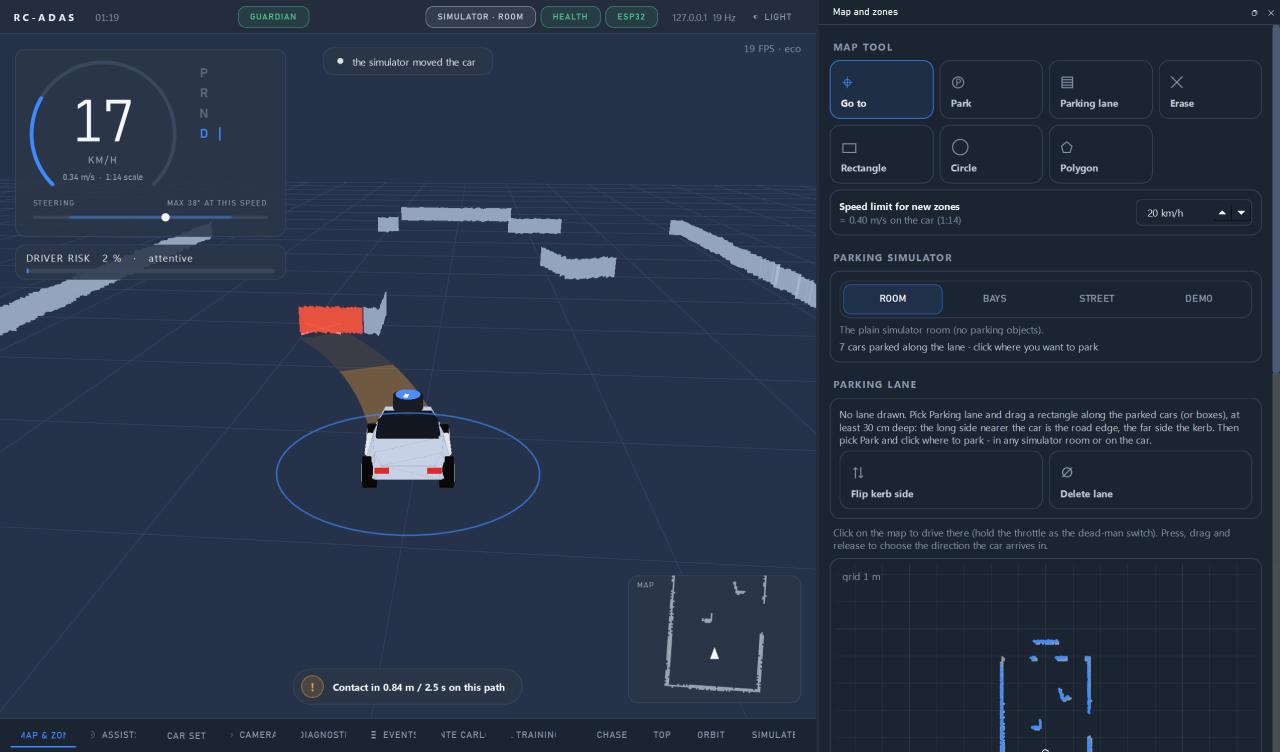 RC-ADAS 01:19 GUARDIAN SIMULATOR · ROOM HEALTH ESP32 127.0.0.1 19 Hz LIGHT
19 FPS · eco
the simulator moved the car
17
KM/H
0.34 m/s · 1:14 scale
P
R
N
D
STEERING MAX 38° AT THIS SPEED
DRIVER RISK 2 % · attentive
MAP
! Contact in 0.84 m / 2.5 s on this path
CAR SET CAMERA EVENTS CHASE TOP ORBIT
Map and zones
MAP TOOL
Go to
Park
Parking lane
Erase
Rectangle
Circle
Polygon
Speed limit for new zones
= 0.40 m/s on the car (1:14)
20 km/h
PARKING SIMULATOR
ROOM BAYS STREET DEMO
The plain simulator room (no parking objects).
7 cars parked along the lane - click where you want to park
PARKING LANE
No lane drawn. Pick Parking lane and drag a rectangle along the parked cars (or boxes), at
least 30 cm deep: the long side nearer the car is the road edge, the far side the kerb. Then
pick Park and click where to park - in any simulator room or on the car.
Flip kerb side
Delete lane
Click on the map to drive there (hold the throttle as the dead-man switch). Press, drag and
release to choose the direction the car arrives in.
grid 1 m